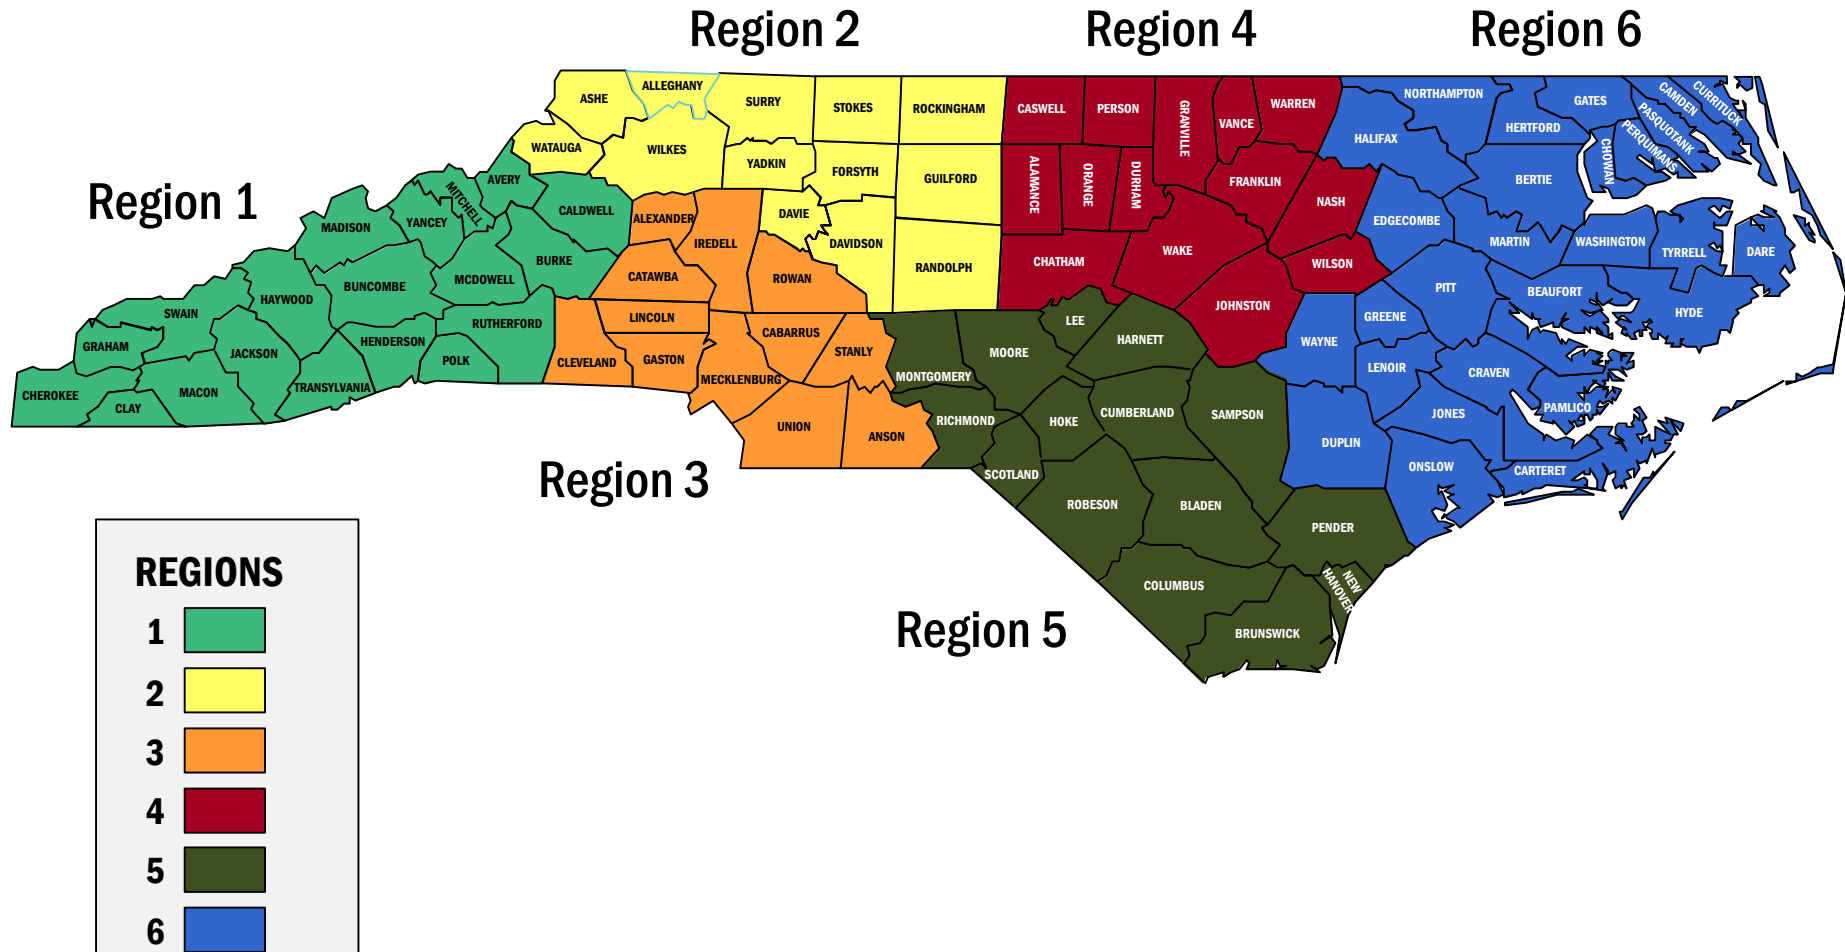 Region 2
Region 4
Region 6
Region 1
Region 3
Region 5
ASHE
ALLEGHANY
SURRY
STOKES
ROCKINGHAM
WATAUGA
WILKES
YADKIN
FORSYTH
GUILFORD
DAVIE
DAVIDSON
RANDOLPH
CASWELL
PERSON
GRANVILLE
VANCE
WARREN
ALAMANCE
ORANGE
DURHAM
FRANKLIN
NASH
CHATHAM
WAKE
WILSON
JOHNSTON
NORTHAMPTON
GATES
CAMDEN
CURRITUCK
PASQUOTANK
PERQUIMANS
CHOWAN
HERTFORD
HALIFAX
BERTIE
EDGECOMBE
MARTIN
WASHINGTON
TYRRELL
DARE
PITT
BEAUFORT
HYDE
GREENE
WAYNE
LENOIR
CRAVEN
PAMLICO
JONES
DUPLIN
ONSLOW
CARTERET
AVERY
MITCHELL
YANCEY
MADISON
CALDWELL
BURKE
MCDOWELL
BUNCOMBE
HAYWOOD
SWAIN
GRAHAM
JACKSON
HENDERSON
RUTHERFORD
POLK
TRANSYLVANIA
MACON
CHEROKEE
CLAY
ALEXANDER
IREDELL
CATAWBA
ROWAN
LINCOLN
CABARRUS
STANLY
CLEVELAND
GASTON
MECKLENBURG
UNION
ANSON
LEE
HARNETT
MOORE
MONTGOMERY
RICHMOND
HOKE
CUMBERLAND
SAMPSON
SCOTLAND
ROBESON
BLADEN
PENDER
COLUMBUS
NEW
HANOVER
BRUNSWICK
REGIONS
1
2
3
4
5
6